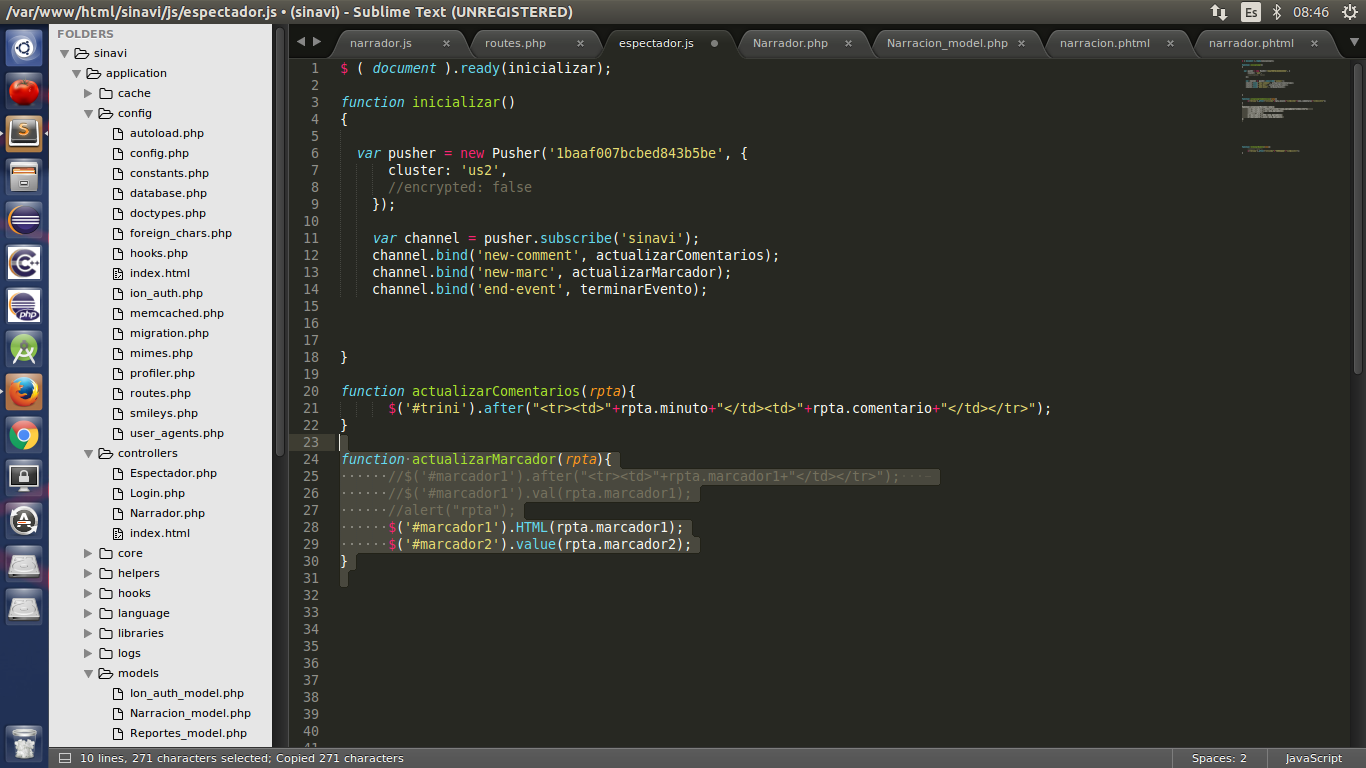 /var/www/html/sinavi/js/espectador.js • (sinavi) - Sublime Text (UNREGISTERED)
Es
08:46
FOLDERS
sinavi
application
cache
config
autoload.php
config.php
constants.php
database.php
doctypes.php
foreign_chars.php
hooks.php
index.html
ion_auth.php
memcached.php
migration.php
mimes.php
profiler.php
routes.php
smileys.php
user_agents.php
controllers
Espectador.php
Login.php
Narrador.php
index.html
core
helpers
hooks
language
libraries
logs
models
Ion_auth_model.php
Narracion_model.php
Reportes_model.php
narrador.js
routes.php
espectador.js
Narrador.php
Narracion_model.php
narracion.phtml
narrador.phtml
1 $ ( document ).ready(inicializar);
2
3 function inicializar()
4 {
5
6 var pusher = new Pusher('1baaf007bcbed843b5be', {
7 cluster: 'us2',
8 //encrypted: false
9 });
10
11 var channel = pusher.subscribe('sinavi');
12 channel.bind('new-comment', actualizarComentarios);
13 channel.bind('new-marc', actualizarMarcador);
14 channel.bind('end-event', terminarEvento);
15
16
17
18 }
19
20 function actualizarComentarios(rpta){
21 $('#trini').after("<tr><td>"+rpta.minuto+"</td><td>"+rpta.comentario+"</td></tr>");
22 }
23
24 function actualizarMarcador(rpta){
25 //$('#marcador1').after("<tr><td>"+rpta.marcador1+"</td></tr>");
26 //$('#marcador1').val(rpta.marcador1);
27 //alert("rpta");
28 $('#marcador1').HTML(rpta.marcador1);
29 $('#marcador2').value(rpta.marcador2);
30 }
31
32
33
34
35
36
37
38
39
40
10 lines, 271 characters selected; Copied 271 characters
Spaces: 2
JavaScript